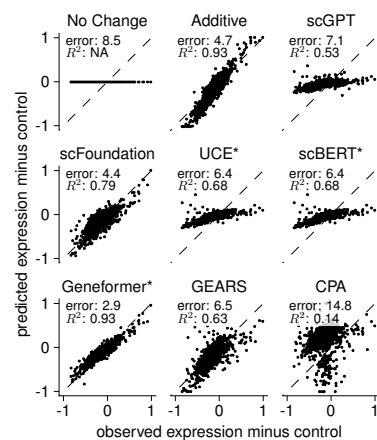 No Change
Additive
scGPT
error: 8.5
R²: NA
error: 4.7
R²: 0.93
error: 7.1
R²: 0.53
1
0
-1
scFoundation
UCE*
scBERT*
error: 4.4
R²: 0.79
error: 6.4
R²: 0.68
error: 6.4
R²: 0.68
1
0
-1
Geneformer*
GEARS
CPA
error: 2.9
R²: 0.93
error: 6.5
R²: 0.63
error: 14.8
R²: 0.14
1
0
-1
-1 0 1
-1 0 1
-1 0 1
predicted expression minus control
observed expression minus control